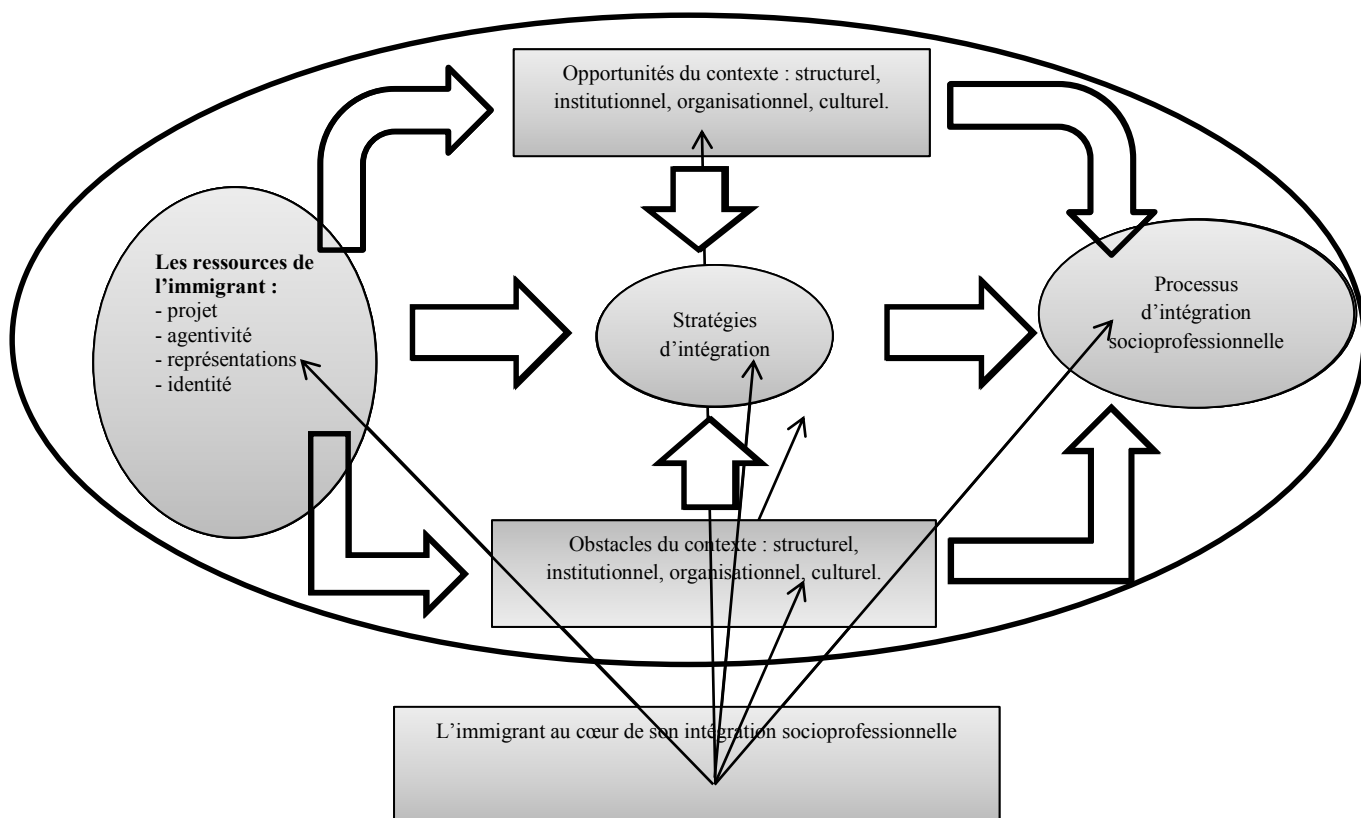 Opportunités du contexte : structurel,
institutionnel, organisationnel, culturel.
Les ressources de
l’immigrant :
- projet
- agentivité
- représentations
- identité
Stratégies
d’intégration
Processus
d’intégration
socioprofessionnelle
Obstacles du contexte : structurel,
institutionnel, organisationnel, culturel.
L’immigrant au cœur de son intégration socioprofessionnelle